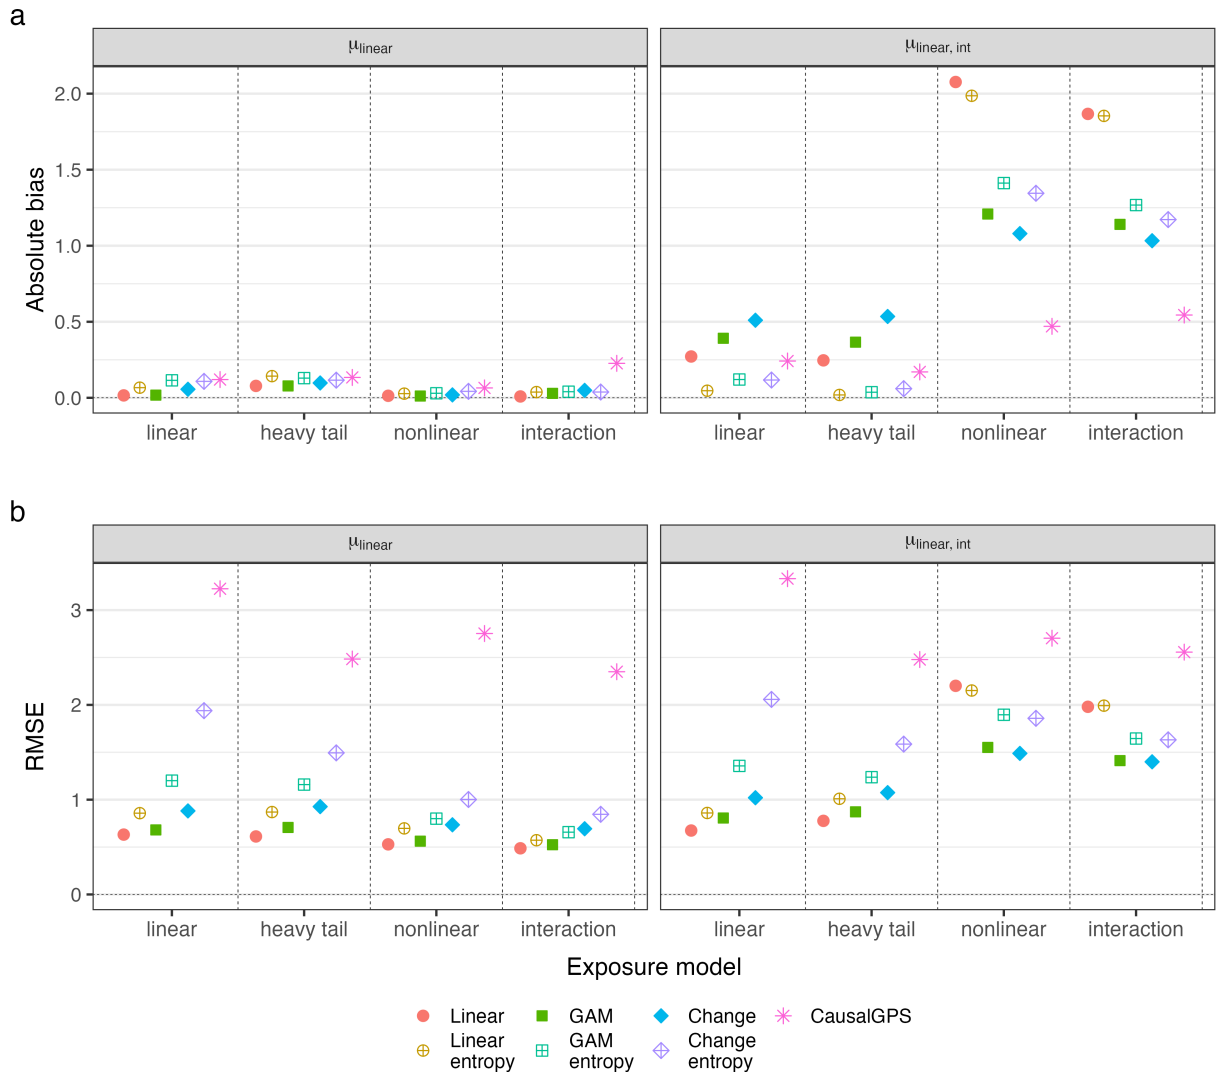 a
μlinear
μlinear, int
Absolute bias
2.0
1.5
1.0
0.5
0.0
linear
heavy tail
nonlinear
interaction
linear
heavy tail
nonlinear
interaction
b
μlinear
μlinear, int
RMSE
3
2
1
0
linear
heavy tail
nonlinear
interaction
linear
heavy tail
nonlinear
interaction
Exposure model
Linear
GAM
Change
CausalGPS
Linear
entropy
GAM
entropy
Change
entropy